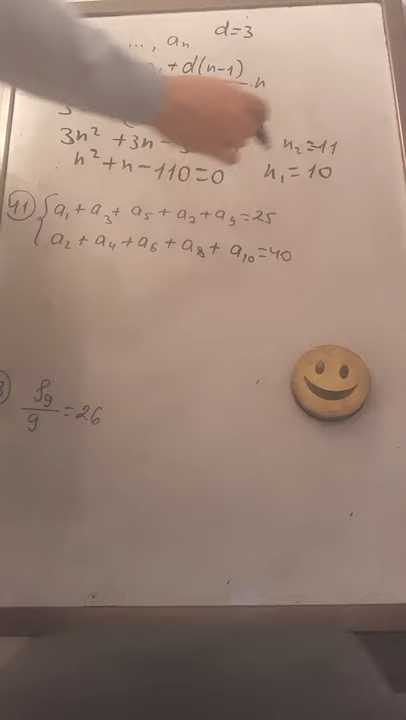 d=3
..., aₙ
+ d(n-1)
· n
3n² + 3n -
n₂=11
n²+n-110=0
n₁=10
41 a₁+a₃+a₅+a₇+a₉=25
a₂+a₄+a₆+a₈+a₁₀=40
S₉/9=26